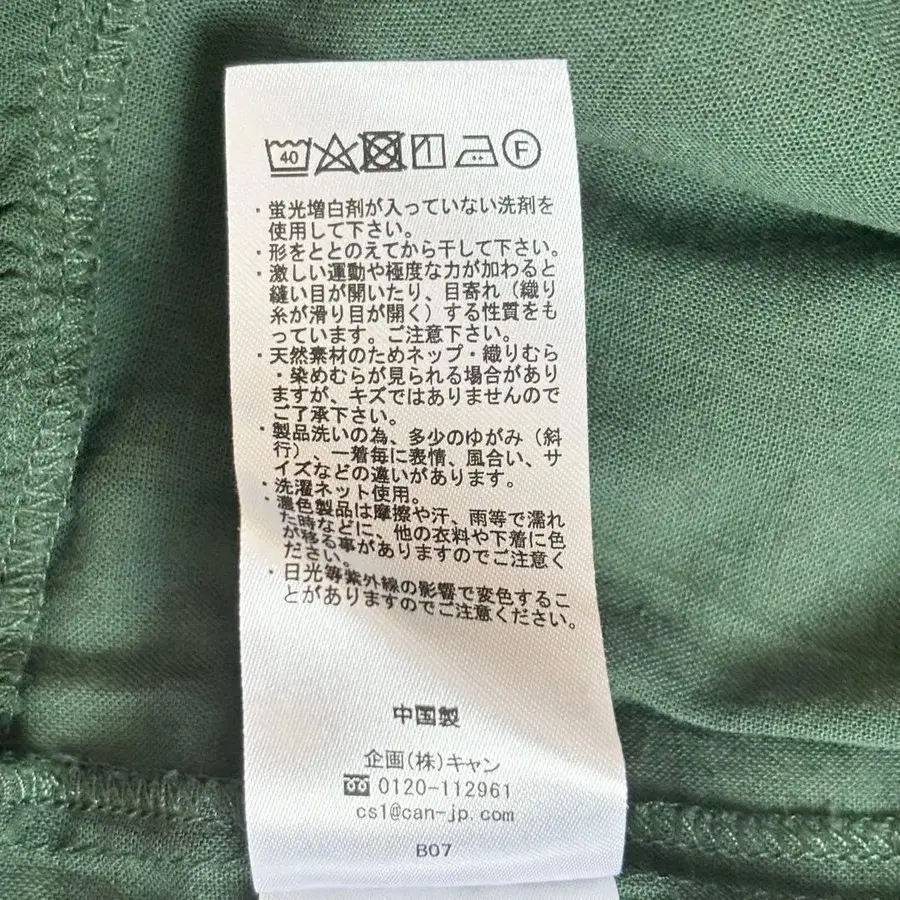 40 F
・蛍光増白剤が入っていない洗剤を
使用して下さい。
・形をととのえてから干して下さい。
・激しい運動や極度な力が加わると
縫い目が開いたり、目寄れ（織り
糸が滑り目が開く）する性質をも
っています。ご注意下さい。
・天然素材のためネップ・織りむら
・染めむらが見られる場合があり
ますが、キズではありませんので
ご了承下さい。
・製品洗いの為、多少のゆがみ（斜
行）、一着毎に表情、風合い、サ
イズなどの違いがあります。
・洗濯ネット使用。
・濃色製品は摩擦や汗、雨等で濡れ
た時などに、他の衣料や下着に色
が移る事がありますのでご注意く
ださい。
・日光等紫外線の影響で変色するこ
とがありますのでご注意ください。
中国製
企画(株)キャン
0120-112961
cs1@can-jp.com
B07